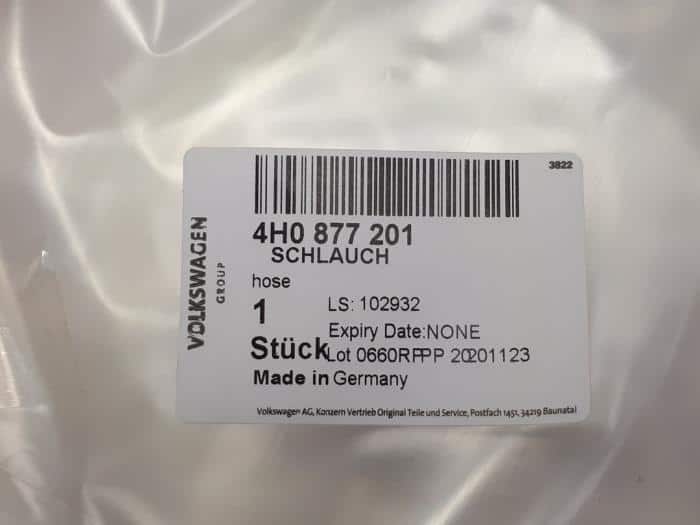 3822
VOLKSWAGEN
GROUP
4H0 877 201
SCHLAUCH
hose
1
LS: 102932
Expiry Date:NONE
Stück Lot 0660RPPP 20201123
Made in Germany
Volkswagen AG, Konzern Vertrieb Original Teile und Service, Postfach 1451, 34219 Baunatal